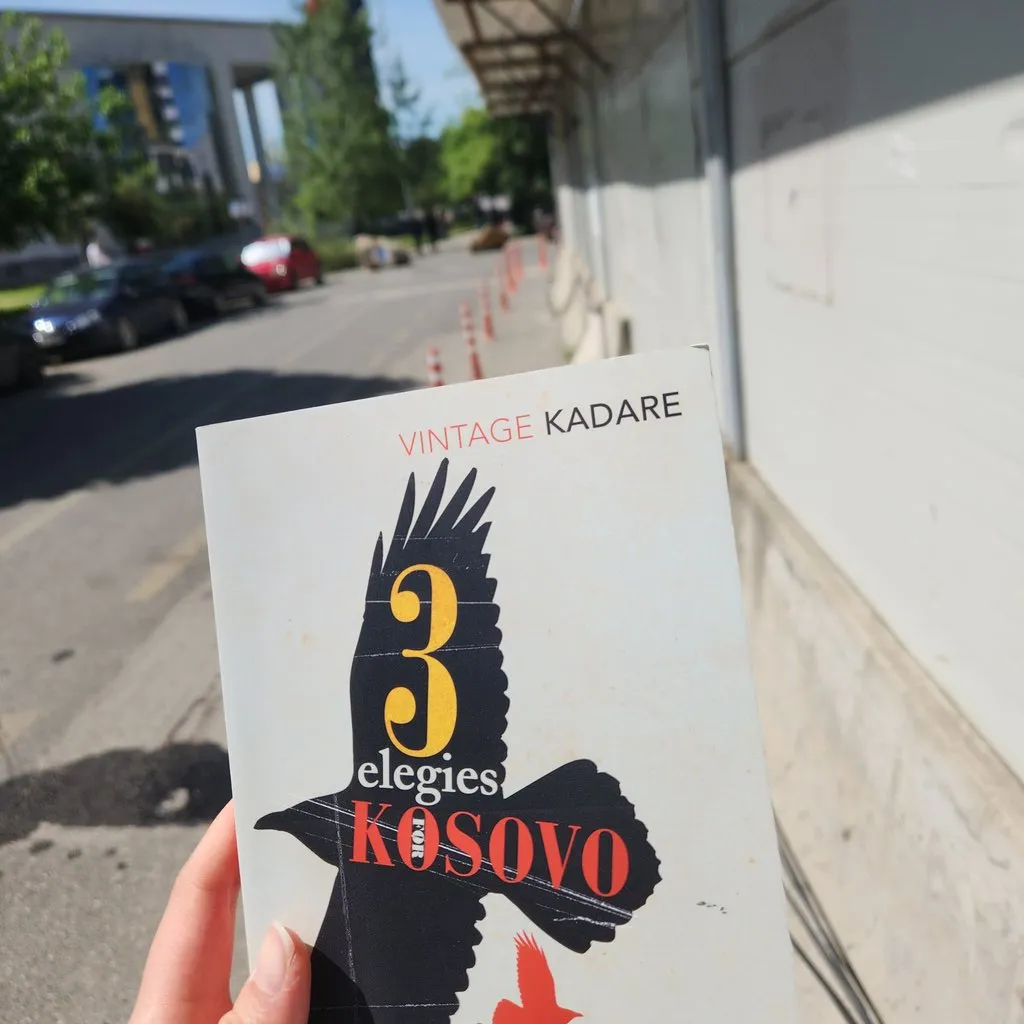 VINTAGE KADARE
3
elegies
FOR
KOSOVO